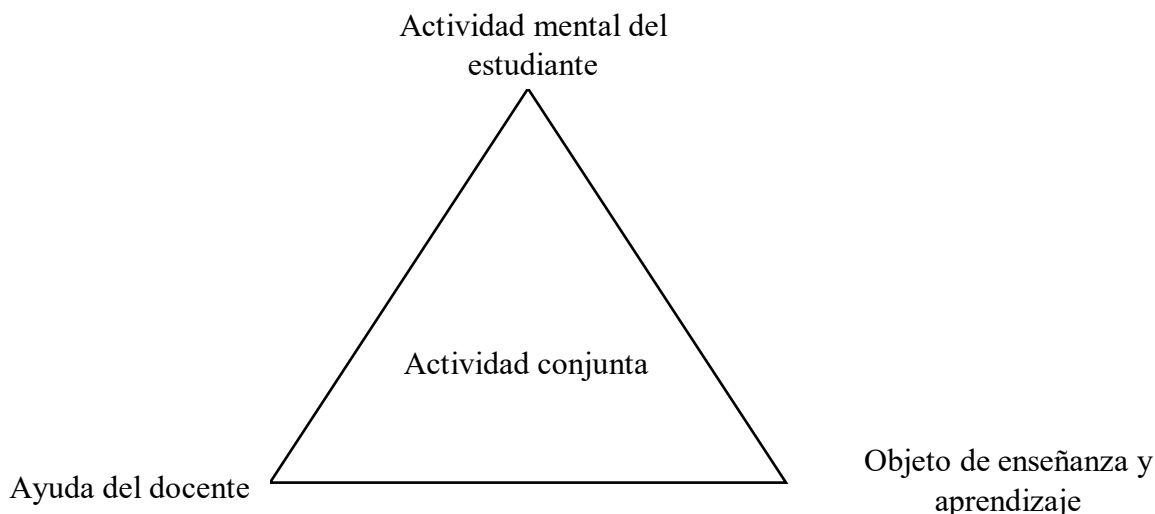 Actividad mental del
estudiante
Actividad conjunta
Ayuda del docente
Objeto de enseñanza y
aprendizaje